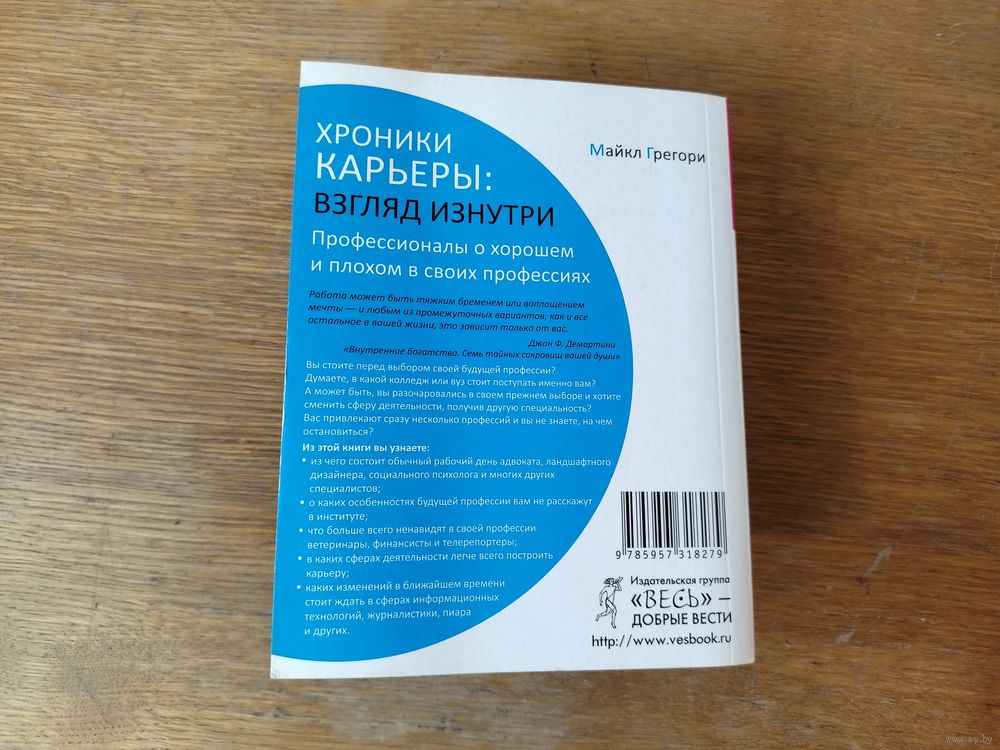 ХРОНИКИ
КАРЬЕРЫ:
ВЗГЛЯД ИЗНУТРИ
Профессионалы о хорошем
и плохом в своих профессиях
Майкл Грегори
Работа может быть тяжким бременем или воплощением
мечты — и любым из промежуточных вариантов, как и все
остальное в вашей жизни, это зависит только от вас.
Джон Ф. Демартини
«Внутренние богатства. Семь тайных сокровищ вашей души»
Вы стоите перед выбором своей будущей профессии?
Думаете, в какой колледж или вуз стоит поступать именно вам?
А может быть, вы разочаровались в своем прежнем выборе и хотите
сменить сферу деятельности, получив другую специальность?
Вас привлекают сразу несколько профессий и вы не знаете, на чем
остановиться?
Из этой книги вы узнаете:
• из чего состоит обычный рабочий день адвоката, ландшафтного
дизайнера, социального психолога и многих других
специалистов;
• о каких особенностях будущей профессии вам не расскажут
в институте;
• что больше всего ненавидят в своей профессии
ветеринары, финансисты и телерепортеры;
• в каких сферах деятельности легче всего построить
карьеру;
• каких изменений в ближайшем времени
стоит ждать в сферах информационных
технологий, журналистики, пиара
и других.
9 785957 318279
Издательская группа
«ВЕСЬ» —
ДОБРЫЕ ВЕСТИ
http://www.vesbook.ru
www.ay.by